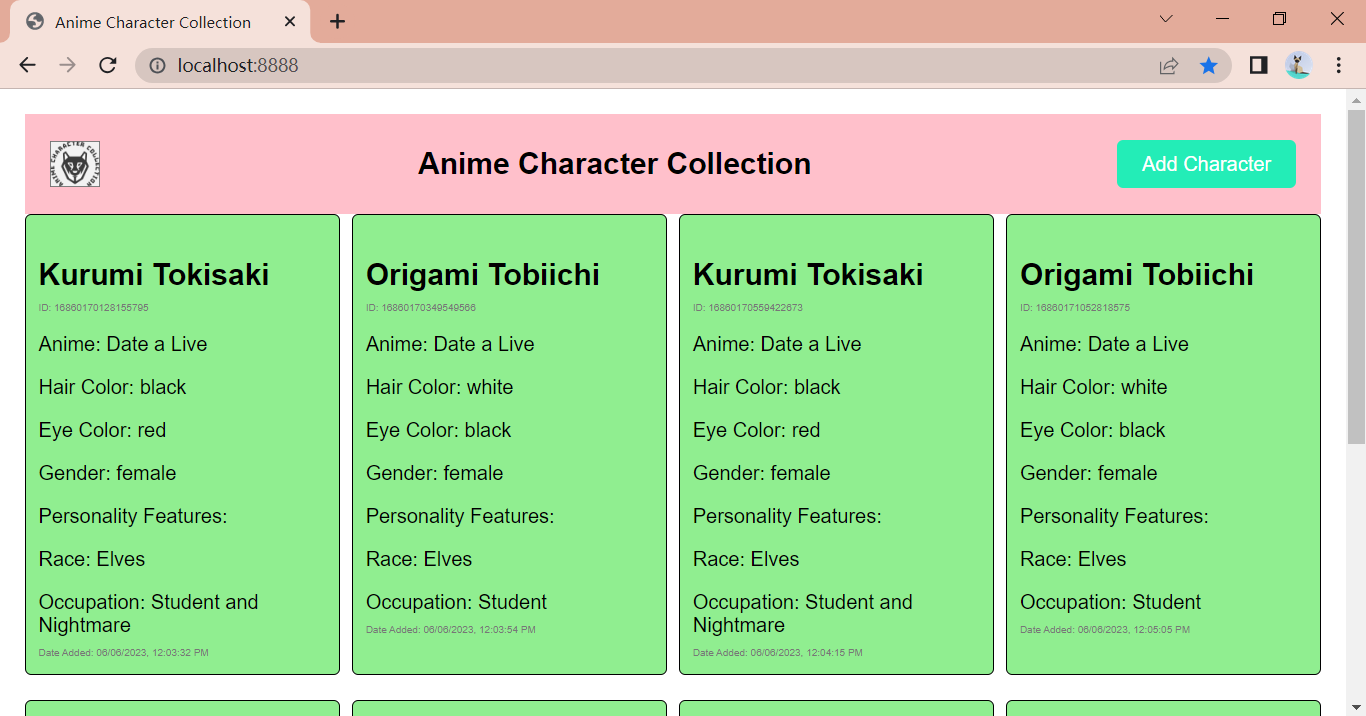 Anime Character Collection
localhost:8888
ANIME CHARACTER COLLECTION
Anime Character Collection
Add Character
Kurumi Tokisaki
ID: 16860170128155795
Anime: Date a Live
Hair Color: black
Eye Color: red
Gender: female
Personality Features:
Race: Elves
Occupation: Student and
Nightmare
Date Added: 06/06/2023, 12:03:32 PM
Origami Tobiichi
ID: 16860170349549566
Anime: Date a Live
Hair Color: white
Eye Color: black
Gender: female
Personality Features:
Race: Elves
Occupation: Student
Date Added: 06/06/2023, 12:03:54 PM
Kurumi Tokisaki
ID: 16860170559422673
Anime: Date a Live
Hair Color: black
Eye Color: red
Gender: female
Personality Features:
Race: Elves
Occupation: Student and
Nightmare
Date Added: 06/06/2023, 12:04:15 PM
Origami Tobiichi
ID: 16860171052818575
Anime: Date a Live
Hair Color: white
Eye Color: black
Gender: female
Personality Features:
Race: Elves
Occupation: Student
Date Added: 06/06/2023, 12:05:05 PM